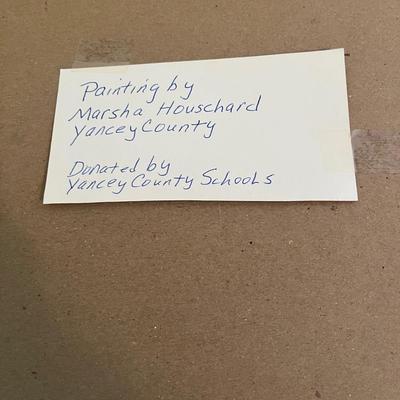 Painting by
Marsha Houschard
Yancey County
Donated by
Yancey County Schools